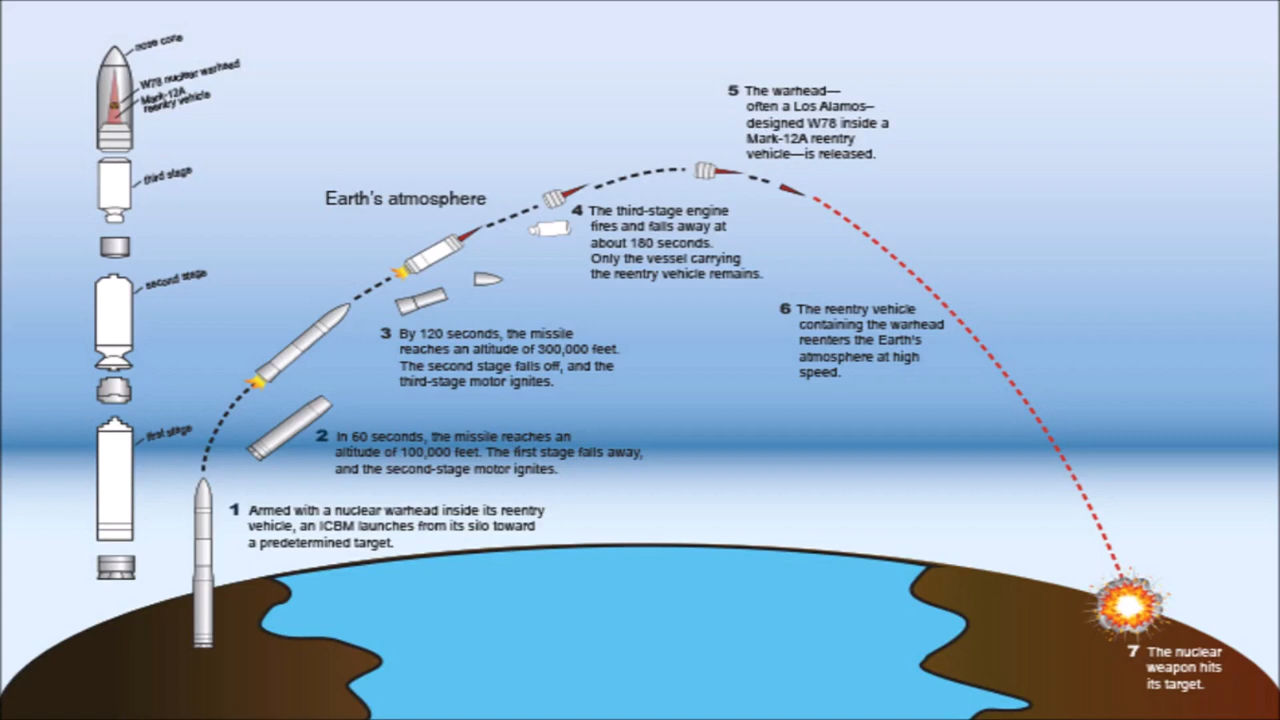 nose cone
W78 nuclear warhead
Mark-12A
reentry vehicle
third stage
second stage
first stage
Earth's atmosphere
1 Armed with a nuclear warhead inside its reentry
vehicle, an ICBM launches from its silo toward
a predetermined target.
2 In 60 seconds, the missile reaches an
altitude of 100,000 feet. The first stage falls away,
and the second-stage motor ignites.
3 By 120 seconds, the missile
reaches an altitude of 300,000 feet.
The second stage falls off, and the
third-stage motor ignites.
4 The third-stage engine
fires and falls away at
about 180 seconds.
Only the vessel carrying
the reentry vehicle remains.
5 The warhead—
often a Los Alamos–
designed W78 inside a
Mark-12A reentry
vehicle—is released.
6 The reentry vehicle
containing the warhead
reenters the Earth's
atmosphere at high
speed.
7 The nuclear
weapon hits
its target.